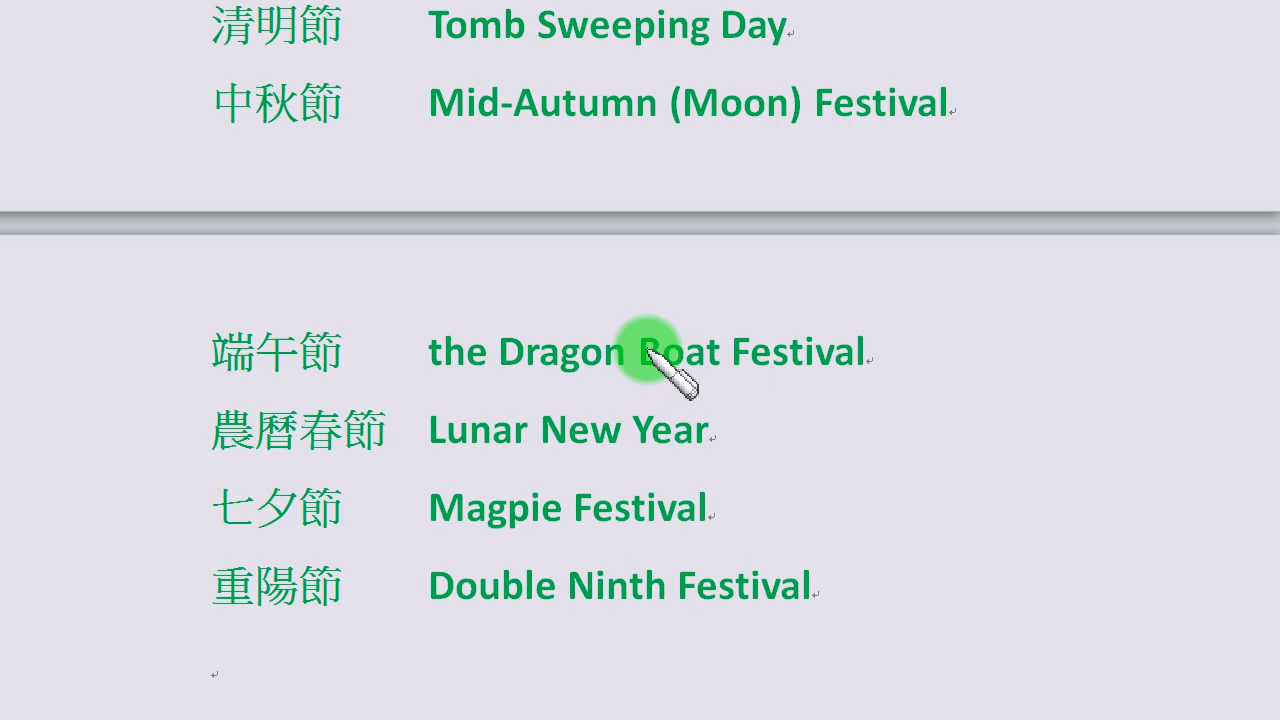 清明節 Tomb Sweeping Day
中秋節 Mid-Autumn (Moon) Festival
端午節 the Dragon Boat Festival
農曆春節 Lunar New Year
七夕節 Magpie Festival
重陽節 Double Ninth Festival